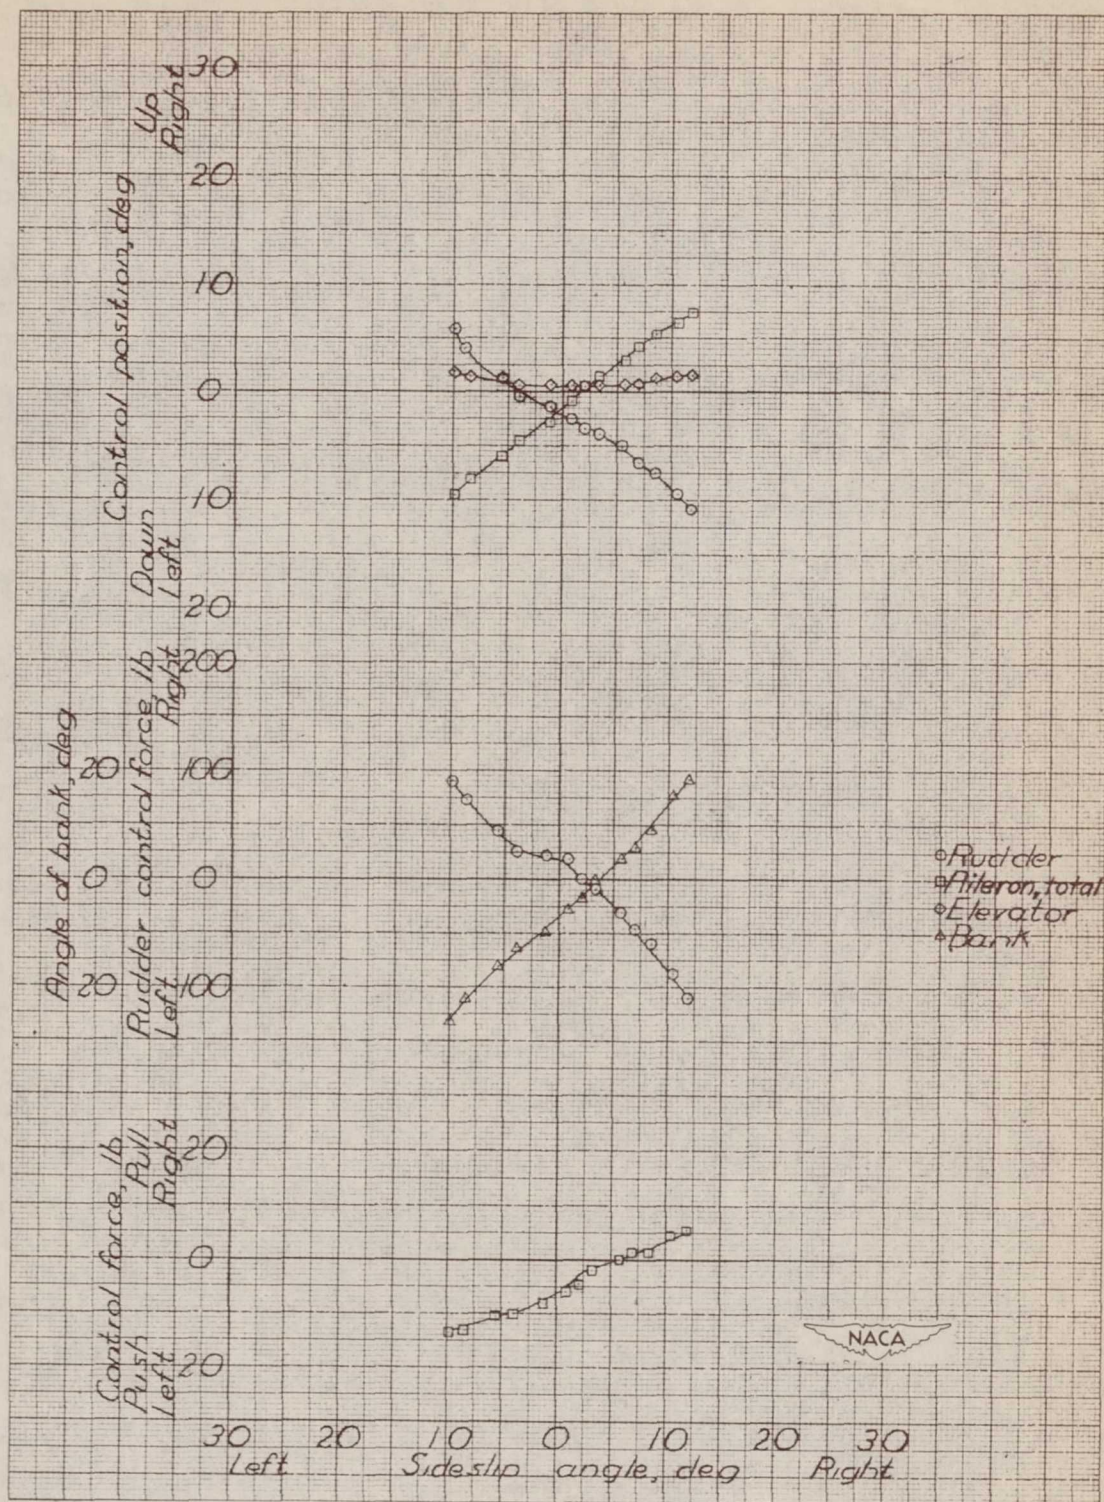 30
Up
Right
20
Control position, deg
10
0
10
Down
Left
20
Right
200
Rudder control force, lb
Angle of bank, deg
20
100
0
0
20
100
Left
Rudder
Aileron, total
Elevator
Bank
Control force, lb
Pull
Right
20
0
Push
Left
20
NACA
30 20 10 0 10 20 30
Left Sideslip angle, deg Right